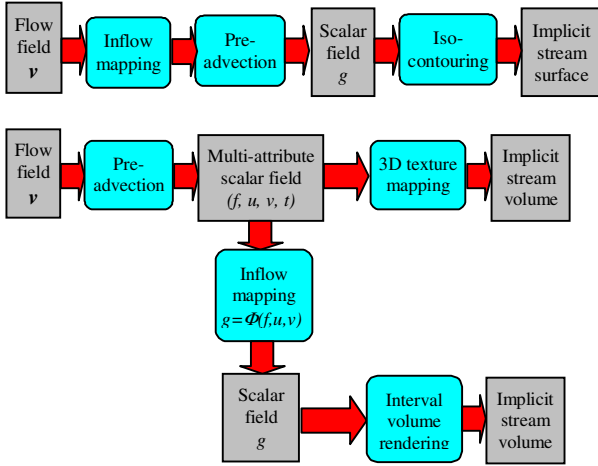 Flow
field
v
Inflow
mapping
Pre-
advection
Scalar
field
g
Iso-
contouring
Implicit
stream
surface
Flow
field
v
Pre-
advection
Multi-attribute
scalar field
(f, u, v, t)
3D texture
mapping
Implicit
stream
volume
Inflow
mapping
g=Φ(f,u,v)
Scalar
field
g
Interval
volume
rendering
Implicit
stream
volume